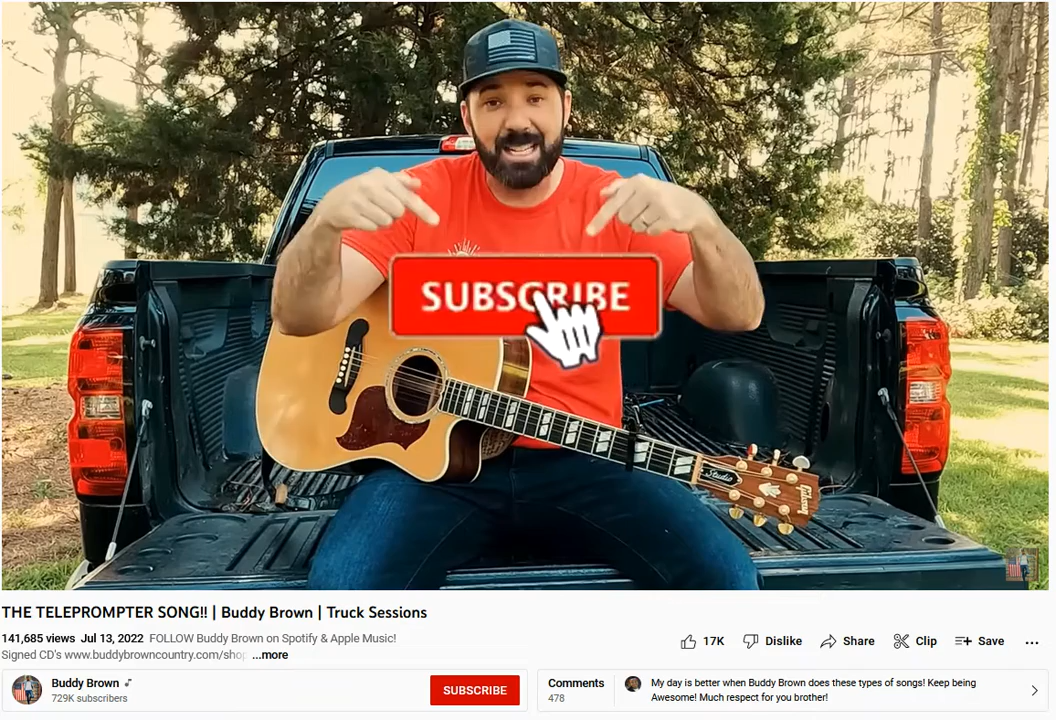 SUBSCRIBE
Studio
Gibson
THE TELEPROMPTER SONG!! | Buddy Brown | Truck Sessions
141,685 views Jul 13, 2022 FOLLOW Buddy Brown on Spotify & Apple Music!
Signed CD's www.buddybrowncountry.com/shop ...more
17K Dislike Share Clip Save ...
Buddy Brown
729K subscribers
SUBSCRIBE
Comments
478
My day is better when Buddy Brown does these types of songs! Keep being
Awesome! Much respect for you brother!